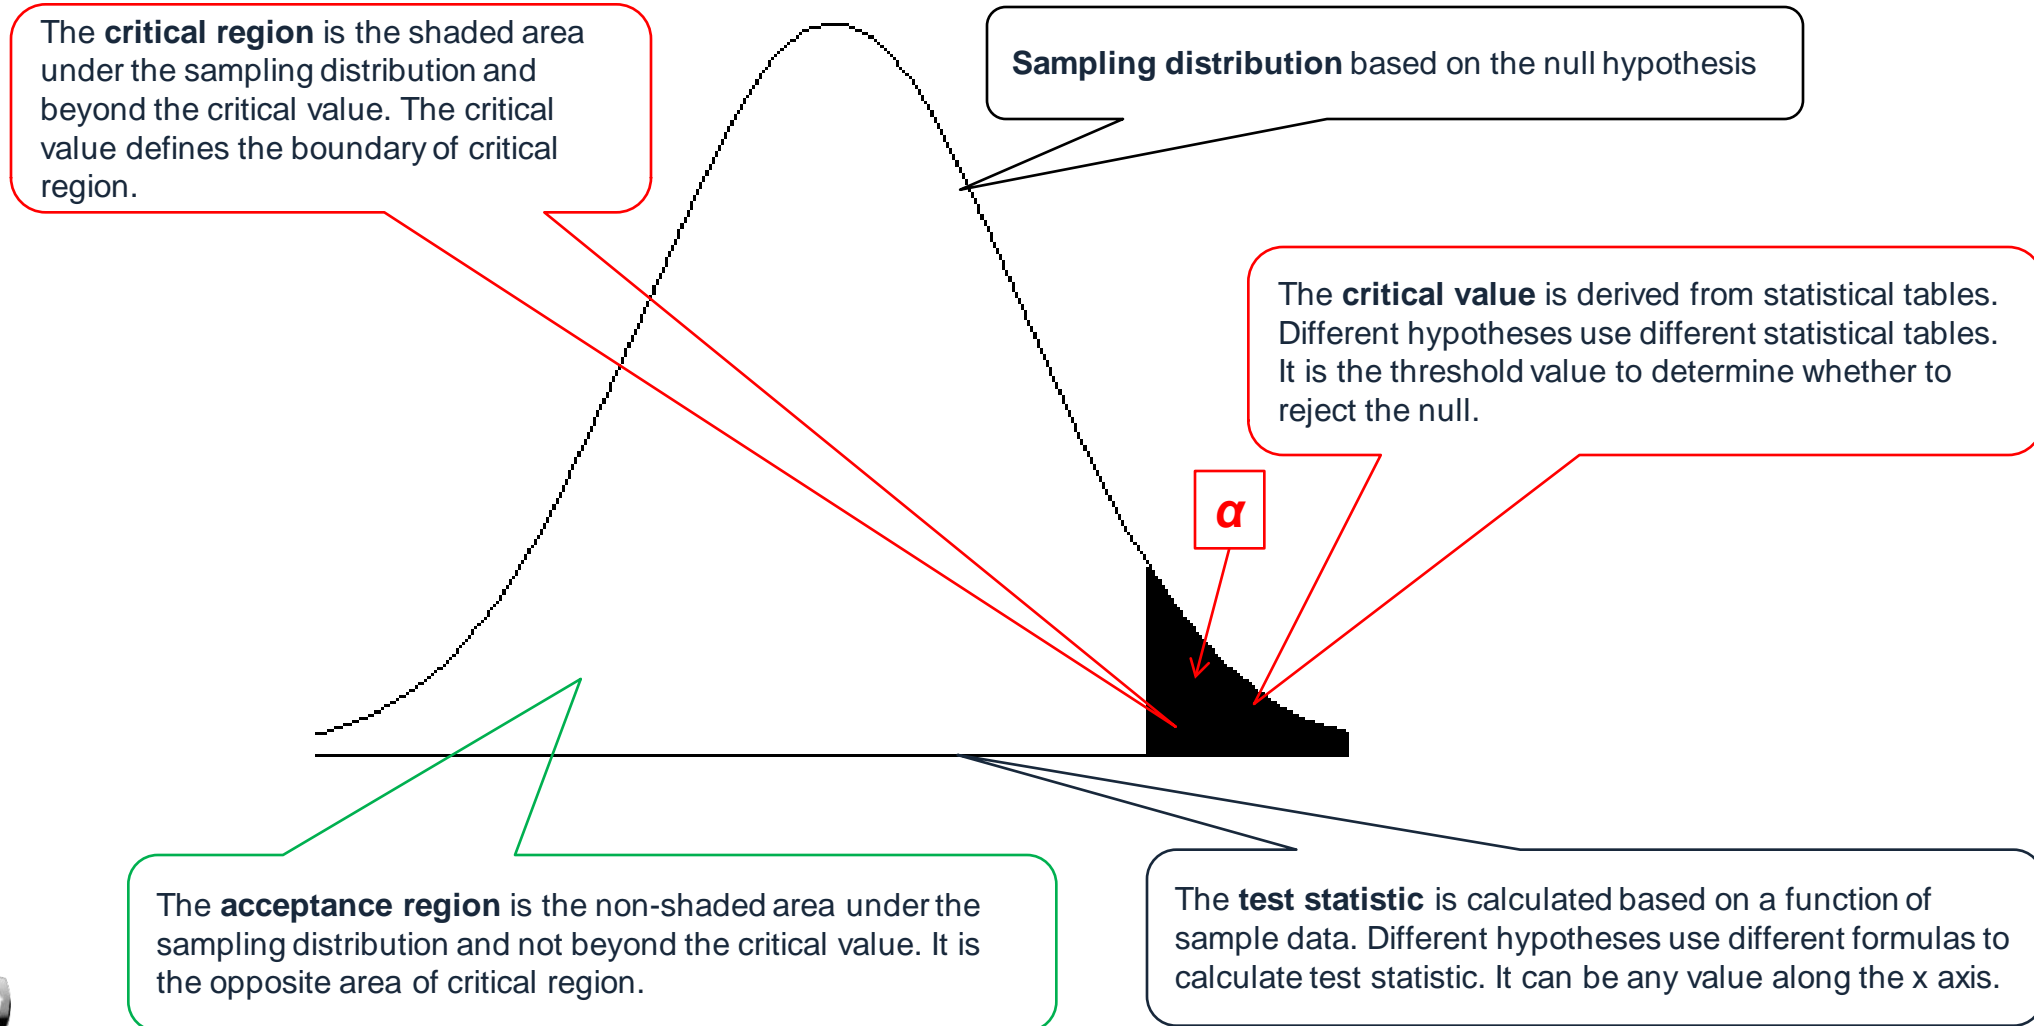 The critical region is the shaded area
under the sampling distribution and
beyond the critical value. The critical
value defines the boundary of critical
region.
Sampling distribution based on the null hypothesis
The critical value is derived from statistical tables.
Different hypotheses use different statistical tables.
It is the threshold value to determine whether to
reject the null.
α
The acceptance region is the non-shaded area under the
sampling distribution and not beyond the critical value. It is
the opposite area of critical region.
The test statistic is calculated based on a function of
sample data. Different hypotheses use different formulas to
calculate test statistic. It can be any value along the x axis.